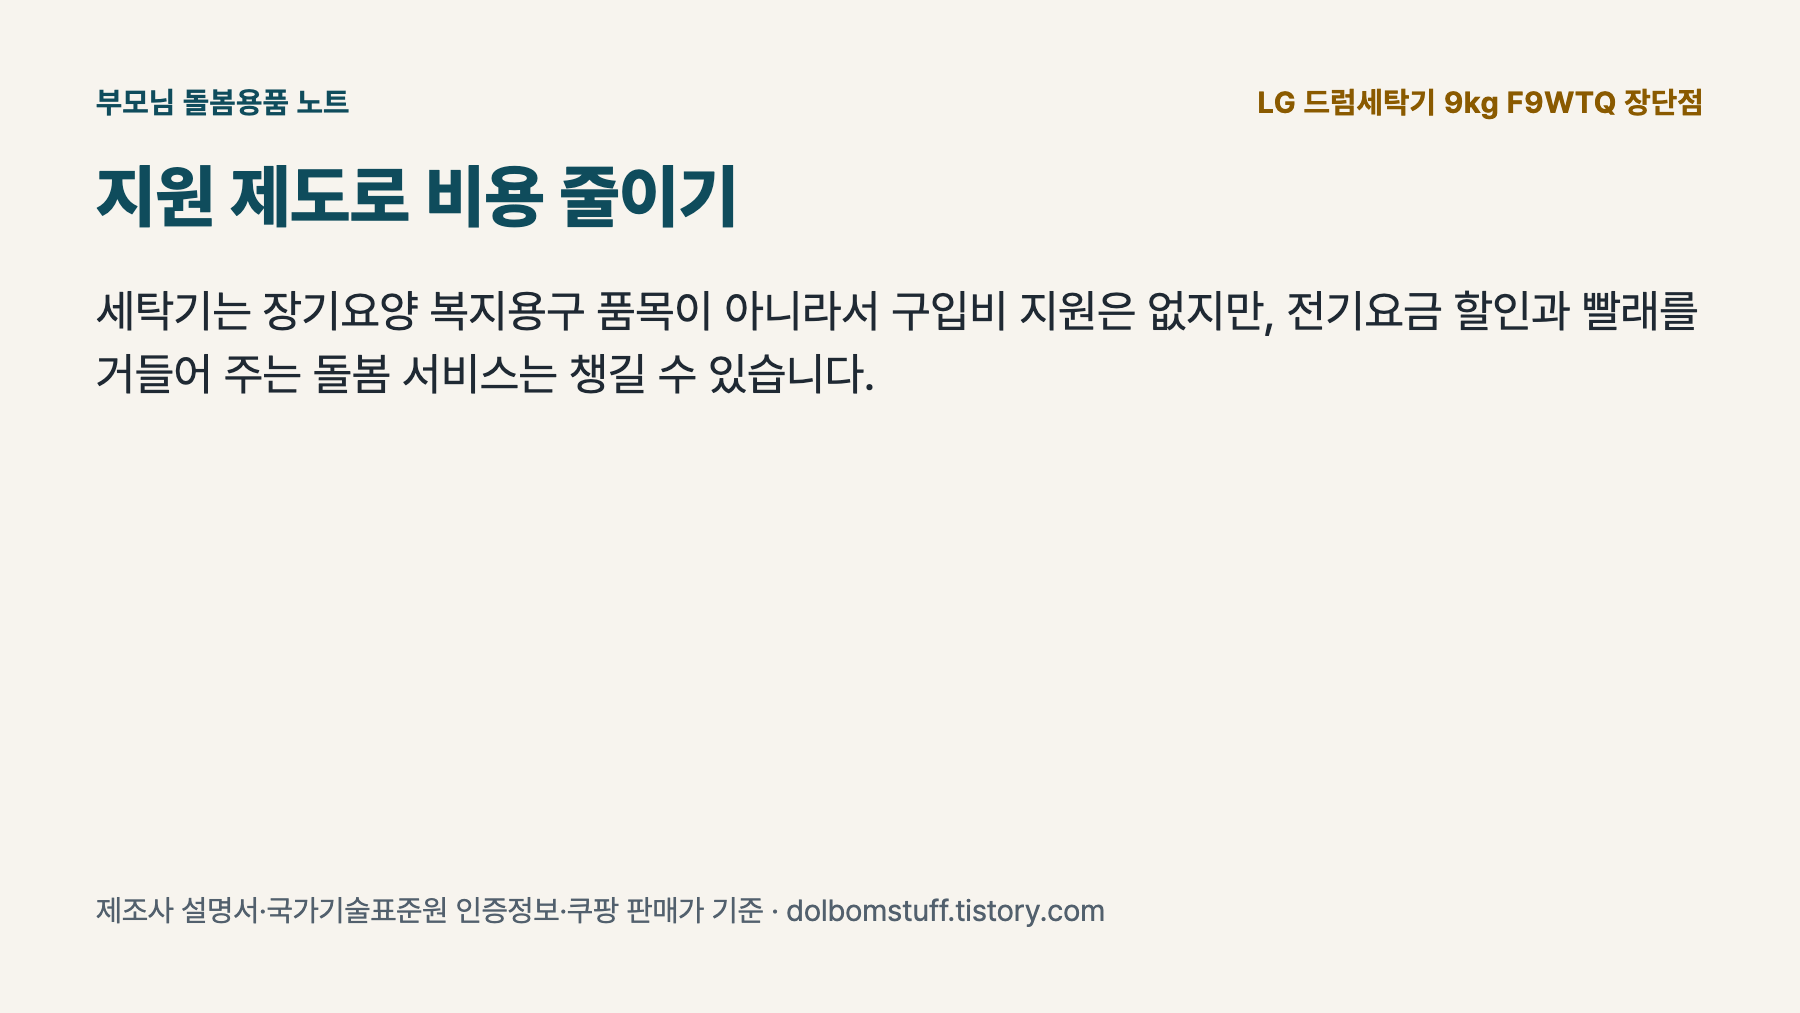 부모님 돌봄용품 노트
LG 드럼세탁기 9kg F9WTQ 장단점
지원 제도로 비용 줄이기
세탁기는 장기요양 복지용구 품목이 아니라서 구입비 지원은 없지만, 전기요금 할인과 빨래를
거들어 주는 돌봄 서비스는 챙길 수 있습니다.
제조사 설명서·국가기술표준원 인증정보·쿠팡 판매가 기준 · dolbomstuff.tistory.com